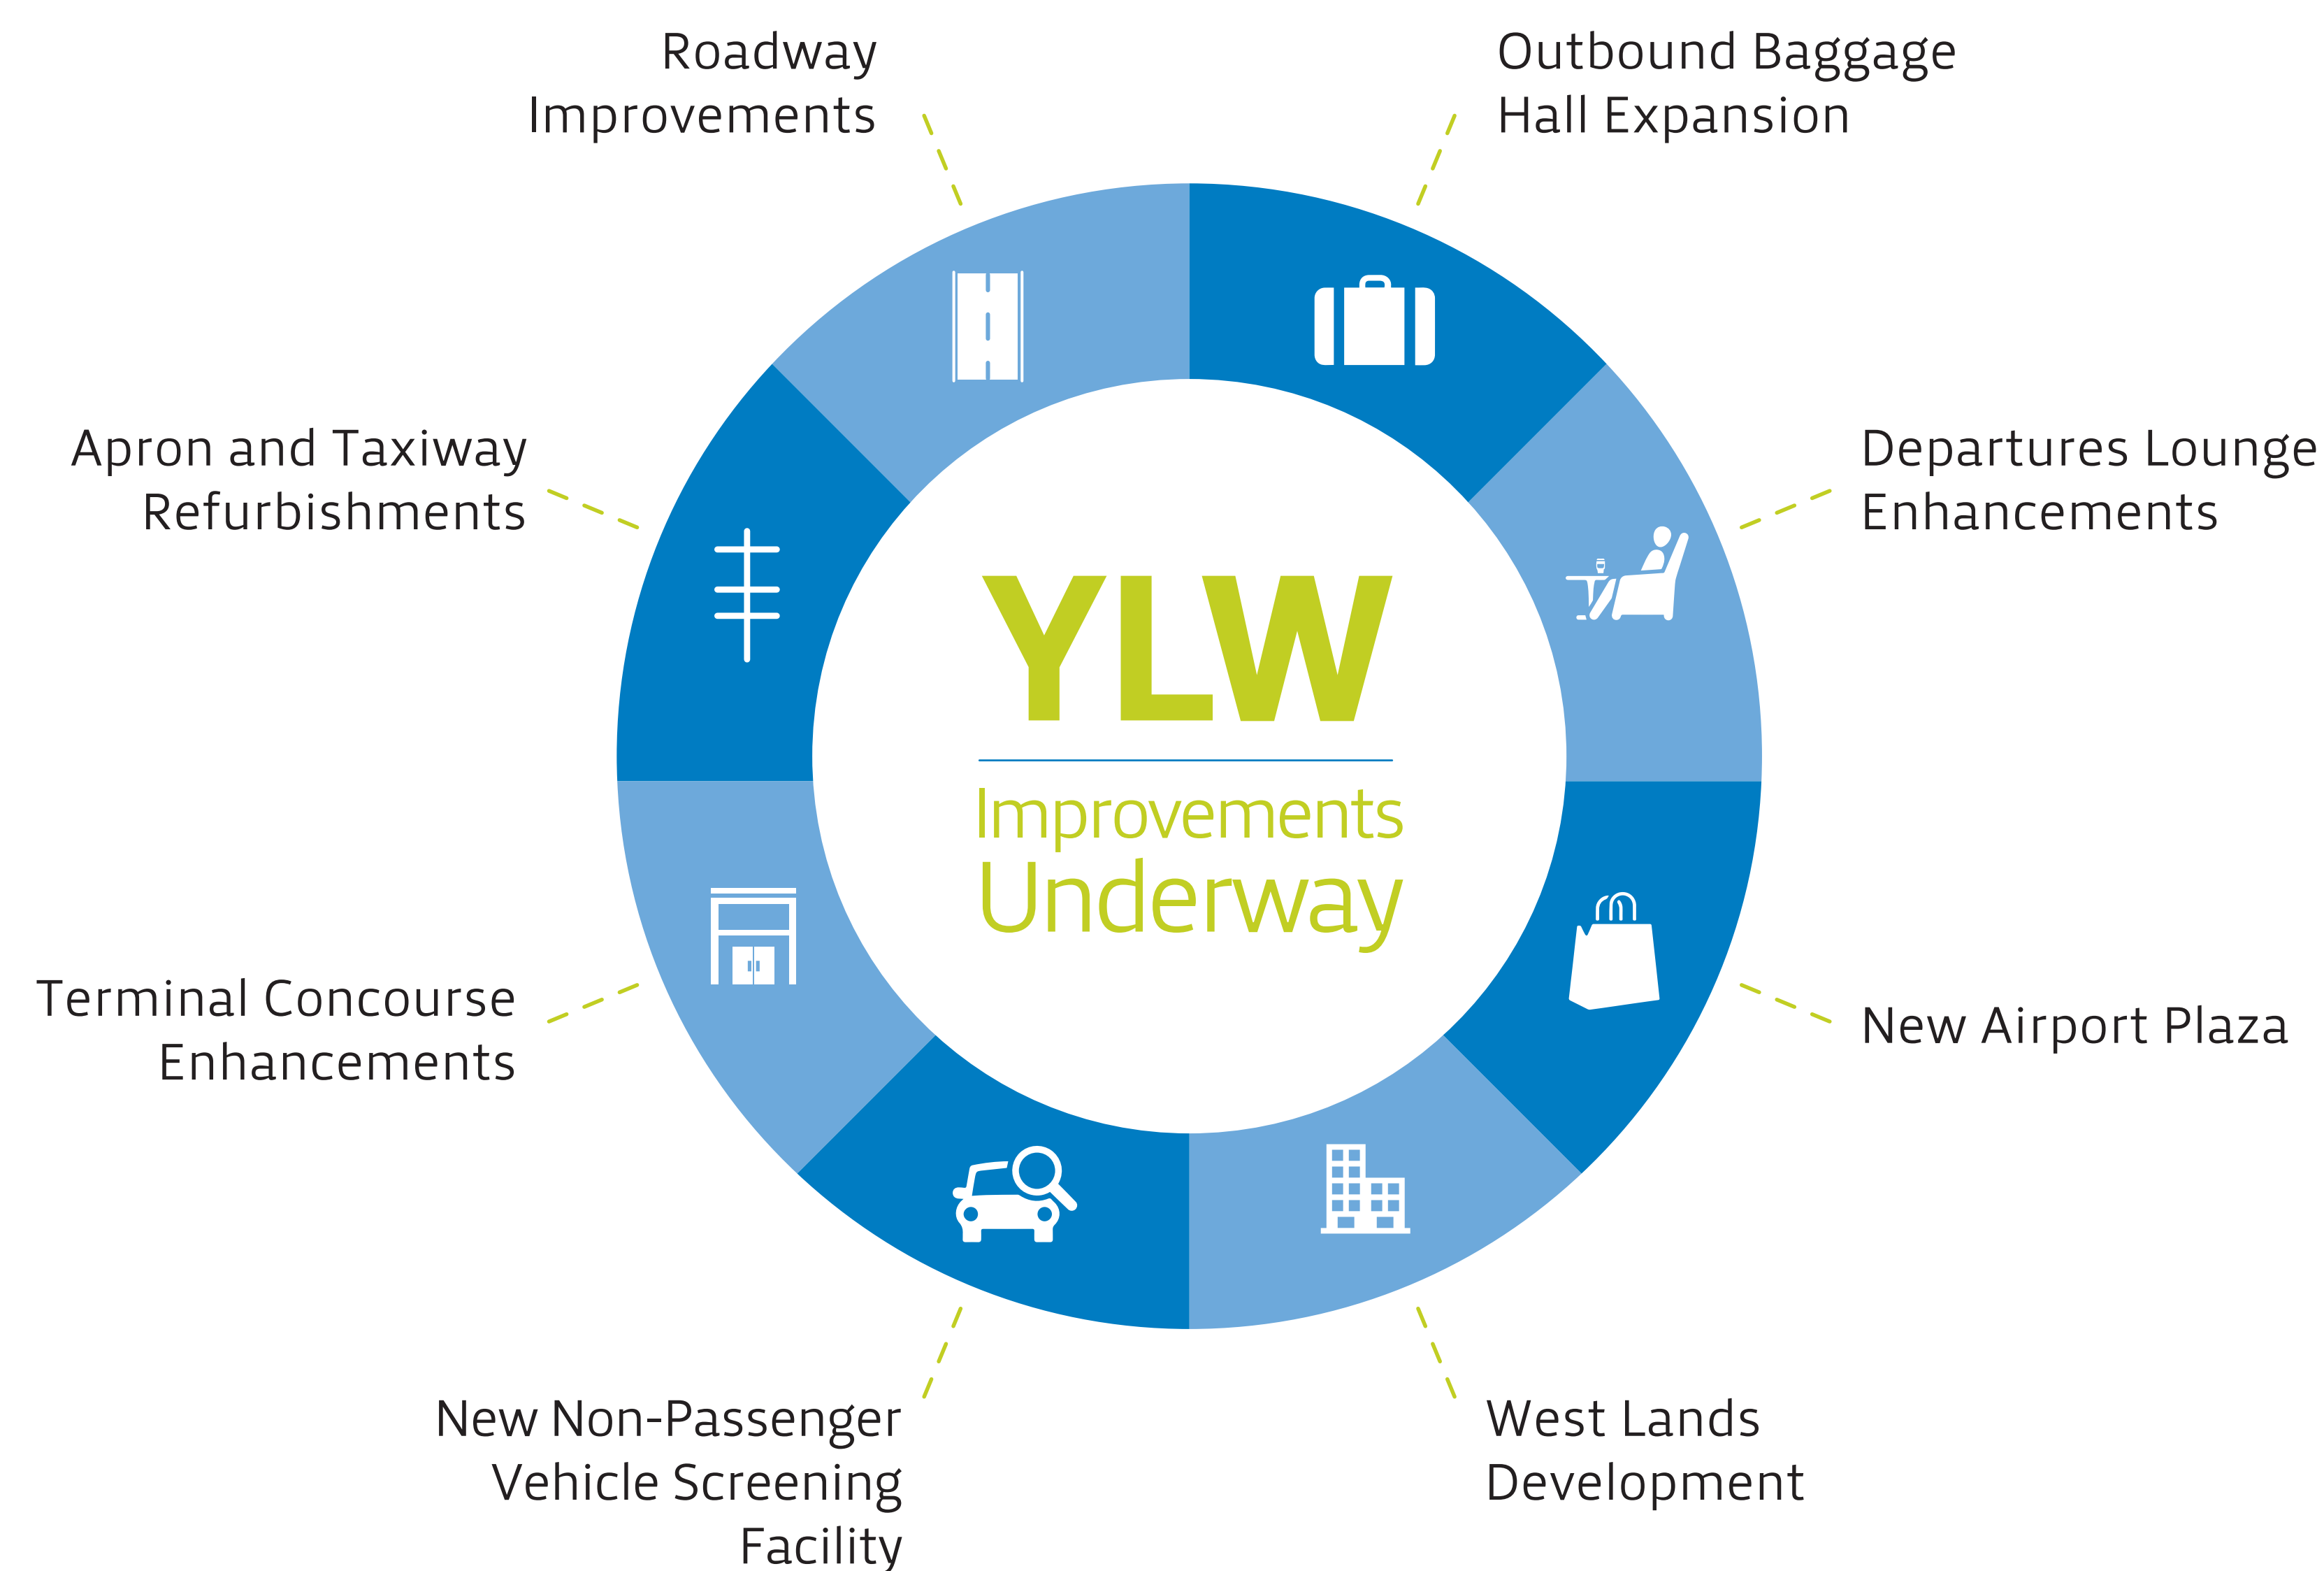 Roadway
Improvements
Outbound Baggage
Hall Expansion
Apron and Taxiway
Refurbishments
Departures Lounge
Enhancements
YLW
Improvements
Underway
Terminal Concourse
Enhancements
New Airport Plaza
New Non-Passenger
Vehicle Screening
Facility
West Lands
Development